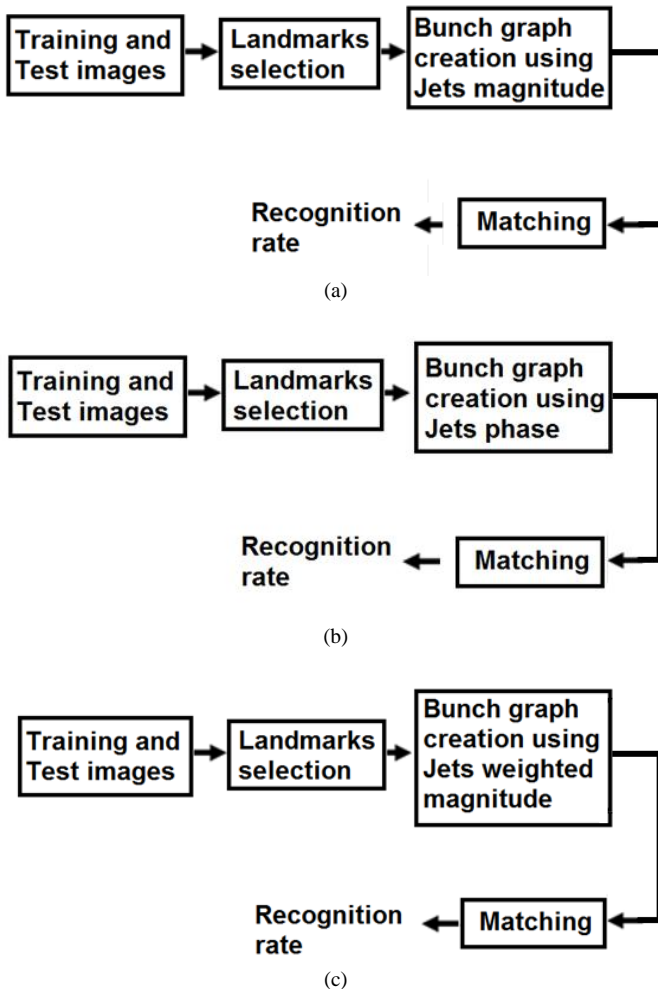 Training and
Test images
Landmarks
selection
Bunch graph
creation using
Jets magnitude
Recognition
rate
Matching
(a)
Training and
Test images
Landmarks
selection
Bunch graph
creation using
Jets phase
Recognition
rate
Matching
(b)
Training and
Test images
Landmarks
selection
Bunch graph
creation using
Jets weighted
magnitude
Recognition
rate
Matching
(c)